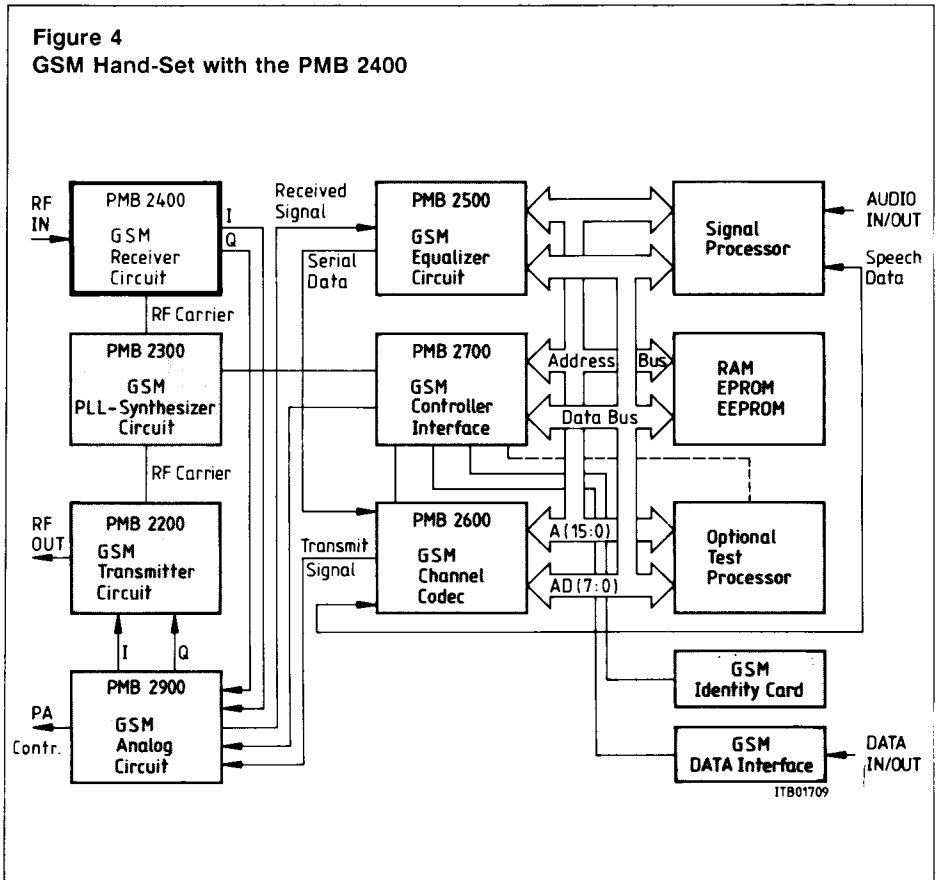 Figure 4
GSM Hand-Set with the PMB 2400
RF
IN
PMB 2400
GSM
Receiver
Circuit
I
Q
RF Carrier
PMB 2300
GSM
PLL-Synthesizer
Circuit
RF Carrier
RF
OUT
PMB 2200
GSM
Transmitter
Circuit
I
Q
PA
Contr.
PMB 2900
GSM
Analog
Circuit
Received
Signal
Serial
Data
PMB 2500
GSM
Equalizer
Circuit
PMB 2700
GSM
Controller
Interface
Transmit
Signal
PMB 2600
GSM
Channel
Codec
Address Bus
Data Bus
A(15:0)
AD(7:0)
Signal
Processor
AUDIO
IN/OUT
Speech
Data
RAM
EPROM
EEPROM
Optional
Test
Processor
GSM
Identity Card
GSM
DATA Interface
DATA
IN/OUT
ITB01709